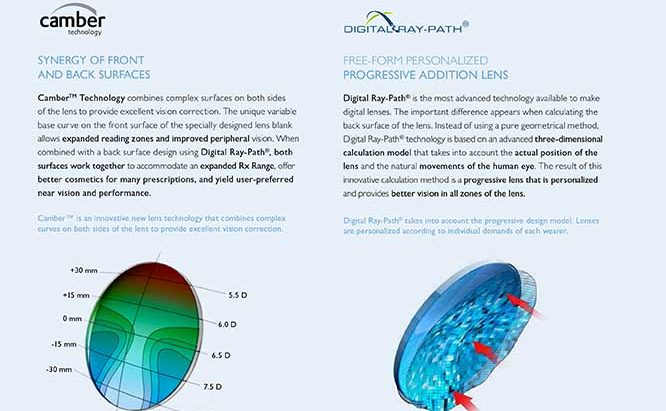 camber
technology
SYNERGY OF FRONT
AND BACK SURFACES
Camber™ Technology combines complex surfaces on both sides
of the lens to provide excellent vision correction. The unique variable
base curve on the front surface of the specially designed lens blank
allows expanded reading zones and improved peripheral vision. When
combined with a back surface design using Digital Ray-Path®, both
surfaces work together to accommodate an expanded Rx Range, offer
better cosmetics for many prescriptions, and yield user-preferred
near vision and performance.
Camber™ is an innovative new lens technology that combines complex
curves on both sides of the lens to provide excellent vision correction.
+30 mm
+15 mm
0 mm
-15 mm
-30 mm
5.5 D
6.0 D
6.5 D
7.5 D
DIGITAL RAY-PATH®
FREE-FORM PERSONALIZED
PROGRESSIVE ADDITION LENS
Digital Ray-Path® is the most advanced technology available to make
digital lenses. The important difference appears when calculating the
back surface of the lens. Instead of using a pure geometrical method,
Digital Ray-Path® technology is based on an advanced three-dimensional
calculation model that takes into account the actual position of the
lens and the natural movements of the human eye. The result of this
innovative calculation method is a progressive lens that is personalized
and provides better vision in all zones of the lens.
Digital Ray-Path® takes into account the progressive design model. Lenses
are personalized according to individual demands of each wearer.